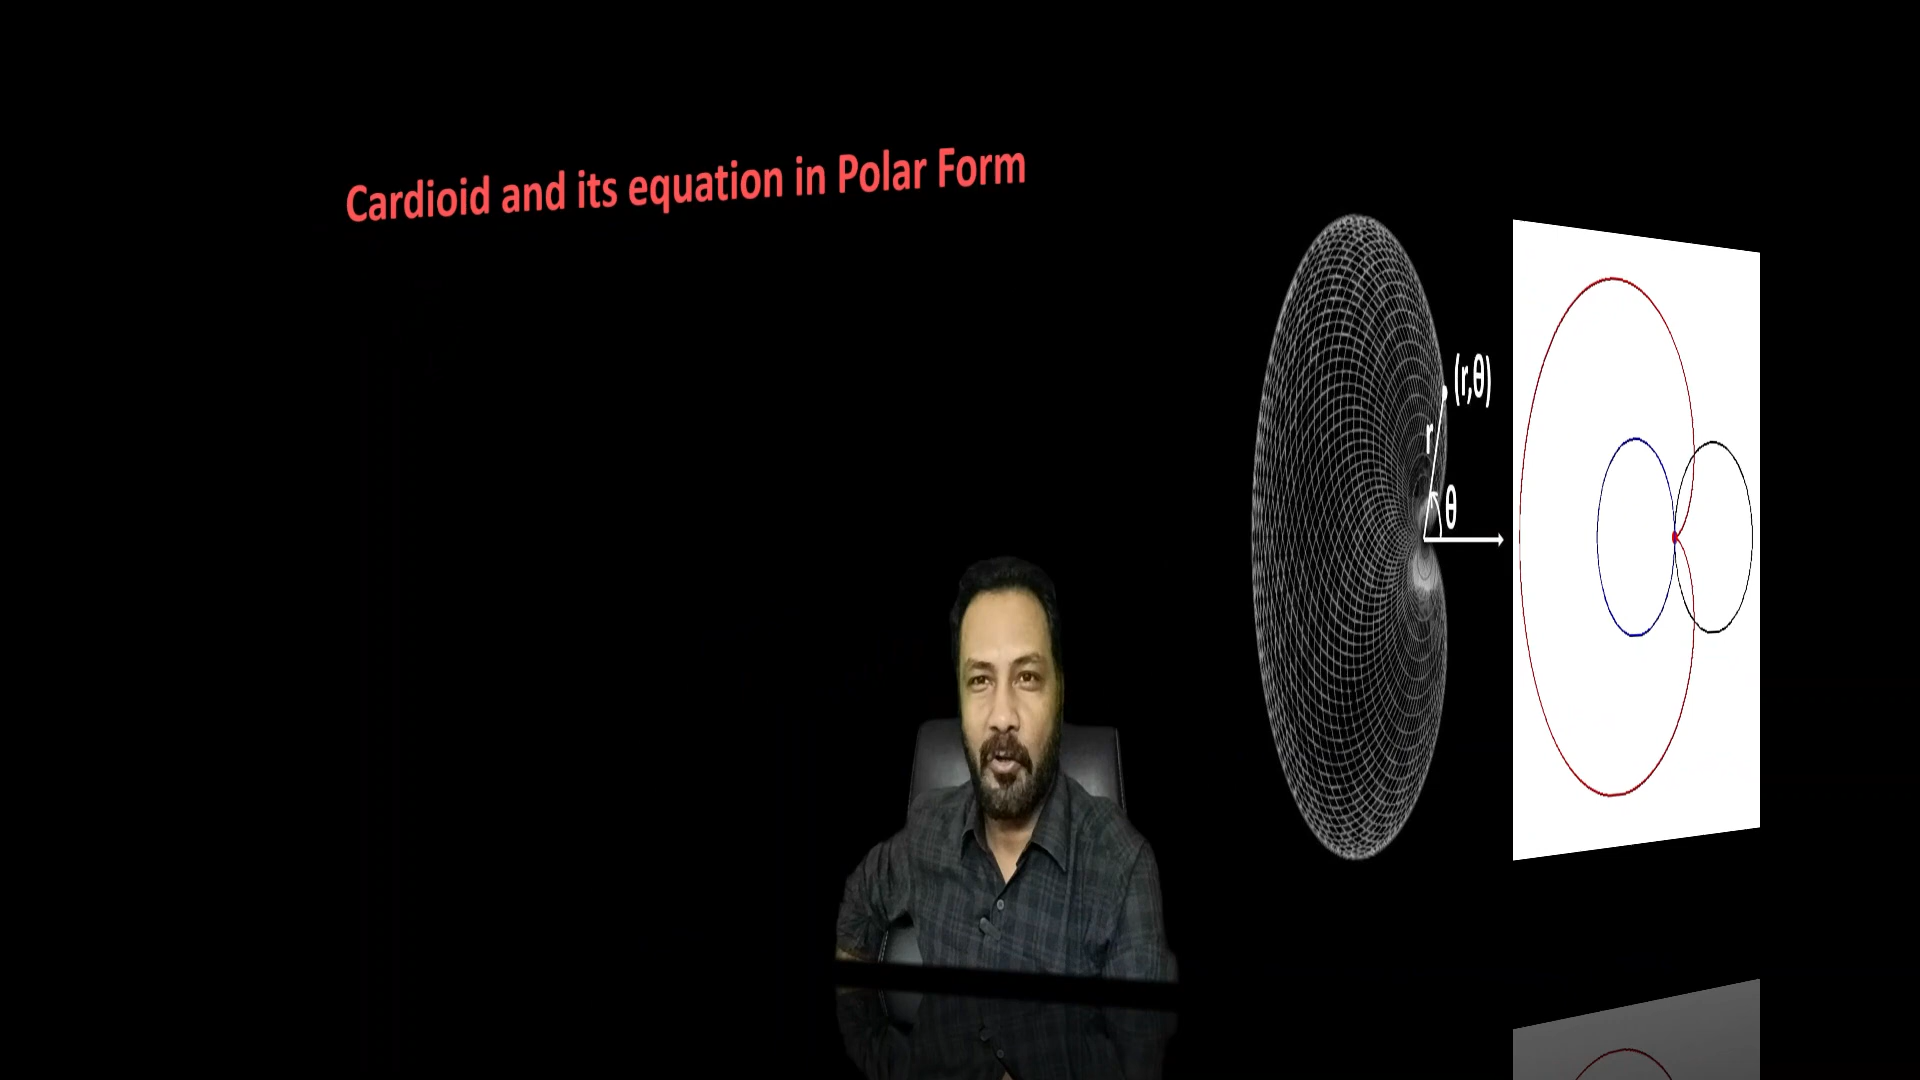 Cardioid and its equation in Polar Form
(r,θ)
r
θ